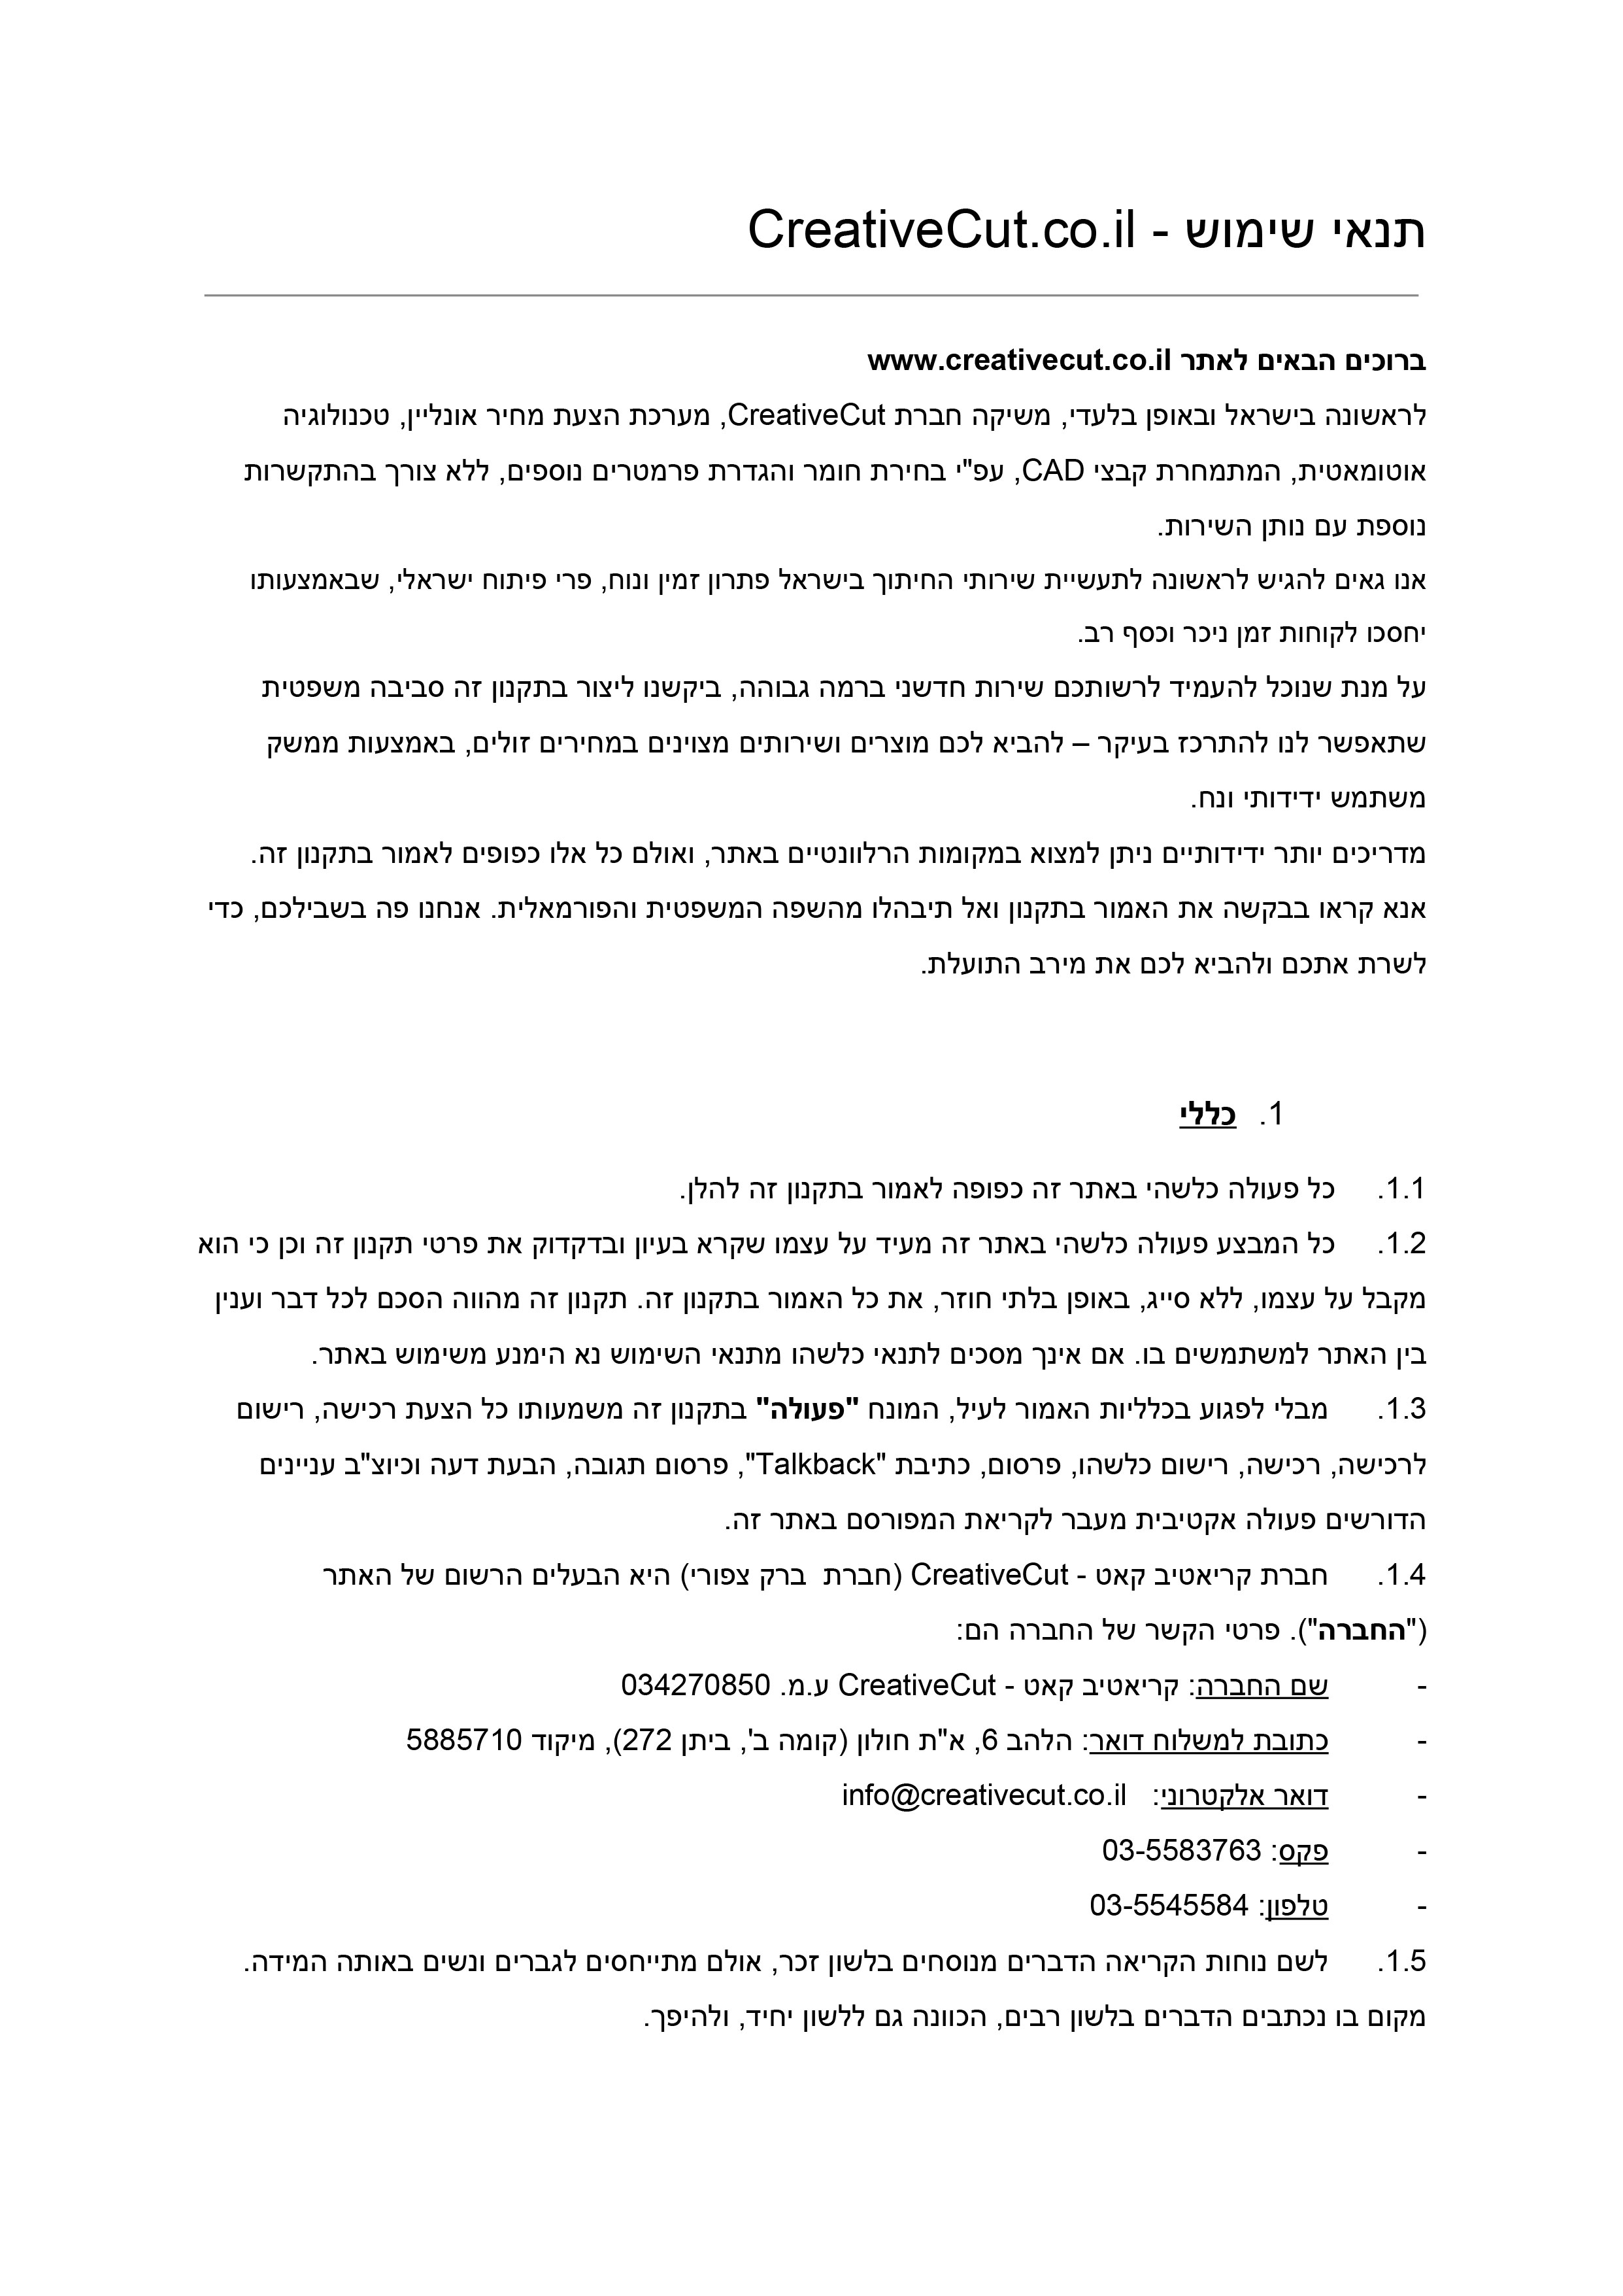 תנאי שימוש - CreativeCut.co.il
ברוכים הבאים לאתר www.creativecut.co.il
לראשונה בישראל ובאופן בלעדי, משיקה חברת CreativeCut, מערכת הצעת מחיר אונליין, טכנולוגיה
אוטומאטית, המתמחרת קבצי CAD, עפ"י בחירת חומר והגדרת פרמטרים נוספים, ללא צורך בהתקשרות
נוספת עם נותן השירות.
אנו גאים להגיש לראשונה לתעשיית שירותי החיתוך בישראל פתרון זמין ונוח, פרי פיתוח ישראלי, שבאמצעותו
יחסכו לקוחות זמן ניכר וכסף רב.
על מנת שנוכל להעמיד לרשותכם שירות חדשני ברמה גבוהה, ביקשנו ליצור בתקנון זה סביבה משפטית
שתאפשר לנו להתרכז בעיקר – להביא לכם מוצרים ושירותים מצוינים במחירים זולים, באמצעות ממשק
משתמש ידידותי ונח.
מדריכים יותר ידידותיים ניתן למצוא במקומות הרלוונטיים באתר, ואולם כל אלו כפופים לאמור בתקנון זה.
אנא קראו בבקשה את האמור בתקנון ואל תיבהלו מהשפה המשפטית והפורמאלית. אנחנו פה בשבילכם, כדי
לשרת אתכם ולהביא לכם את מירב התועלת.
1. כללי
1.1. כל פעולה כלשהי באתר זה כפופה לאמור בתקנון זה להלן.
1.2. כל המבצע פעולה כלשהי באתר זה מעיד על עצמו שקרא בעיון ובדקדוק את פרטי תקנון זה וכן כי הוא
מקבל על עצמו, ללא סייג, באופן בלתי חוזר, את כל האמור בתקנון זה. תקנון זה מהווה הסכם לכל דבר וענין
בין האתר למשתמשים בו. אם אינך מסכים לתנאי כלשהו מתנאי השימוש נא הימנע משימוש באתר.
1.3. מבלי לפגוע בכלליות האמור לעיל, המונח "פעולה" בתקנון זה משמעותו כל הצעת רכישה, רישום
לרכישה, רכישה, רישום כלשהו, פרסום, כתיבת "Talkback", פרסום תגובה, הבעת דעה וכיוצ"ב עניינים
הדורשים פעולה אקטיבית מעבר לקריאת המפורסם באתר זה.
1.4. חברת קריאטיב קאט - CreativeCut (חברת ברק צפורי) היא הבעלים הרשום של האתר
("החברה"). פרטי הקשר של החברה הם:
- שם החברה: קריאטיב קאט - CreativeCut ע.מ. 034270850
- כתובת למשלוח דואר: הלהב 6, א"ת חולון (קומה ב', ביתן 272), מיקוד 5885710
- דואר אלקטרוני: info@creativecut.co.il
- פקס: 03-5583763
- טלפון: 03-5545584
1.5. לשם נוחות הקריאה הדברים מנוסחים בלשון זכר, אולם מתייחסים לגברים ונשים באותה המידה.
מקום בו נכתבים הדברים בלשון רבים, הכוונה גם ללשון יחיד, ולהיפך.